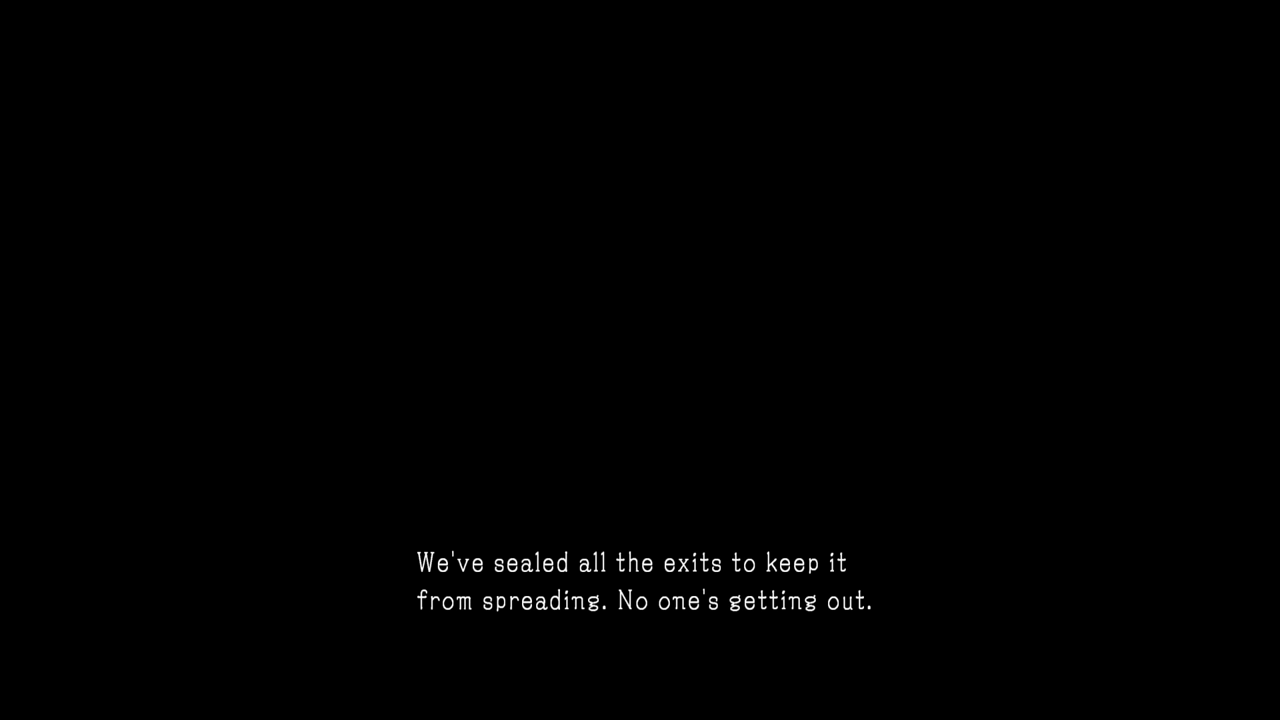 We've sealed all the exits to keep it
from spreading. No one's getting out.